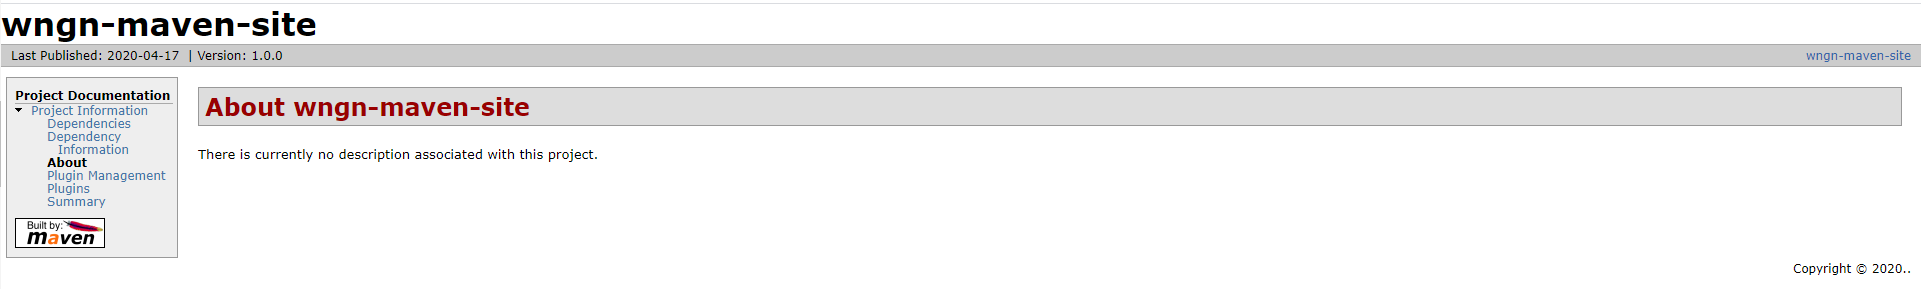 wngn-maven-site
Last Published: 2020-04-17 | Version: 1.0.0
wngn-maven-site
Project Documentation
Project Information
Dependencies
Dependency
Information
About
Plugin Management
Plugins
Summary
Built by:
maven
About wngn-maven-site
There is currently no description associated with this project.
Copyright © 2020..